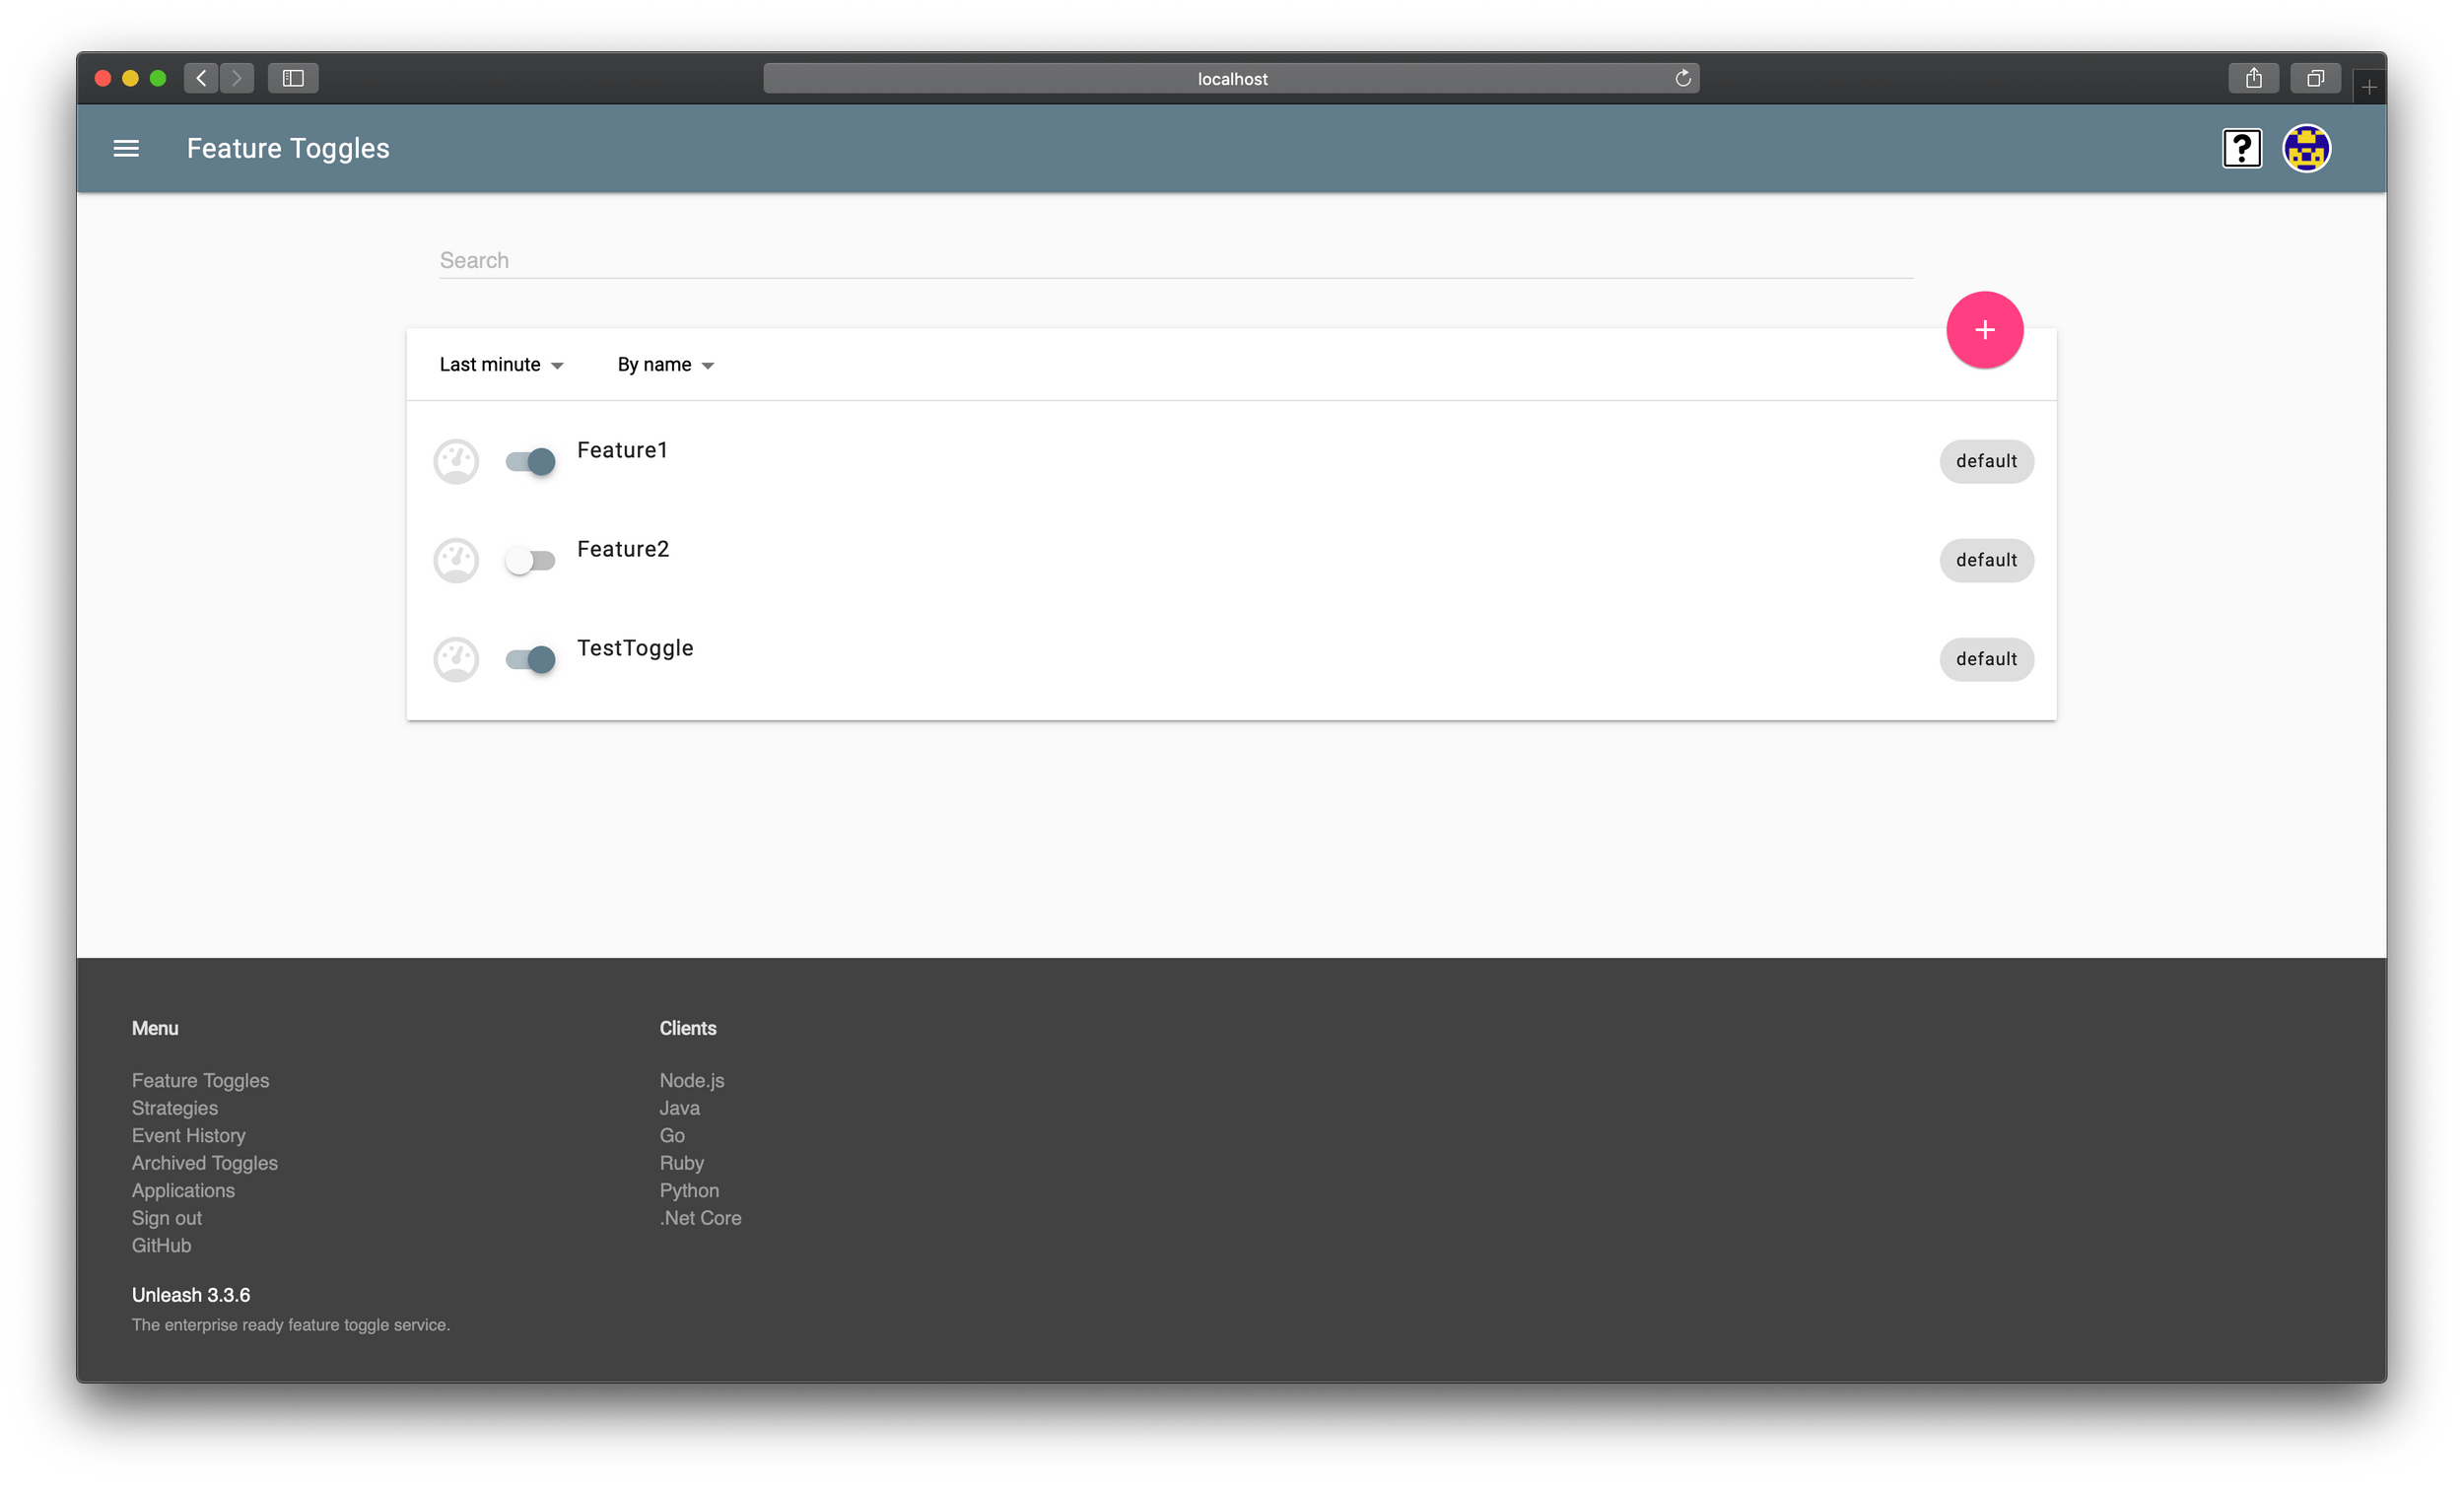 localhost
Feature Toggles
Search
Last minute By name
Feature1 default
Feature2 default
TestToggle default
Menu
Feature Toggles
Strategies
Event History
Archived Toggles
Applications
Sign out
GitHub
Unleash 3.3.6
The enterprise ready feature toggle service.
Clients
Node.js
Java
Go
Ruby
Python
.Net Core